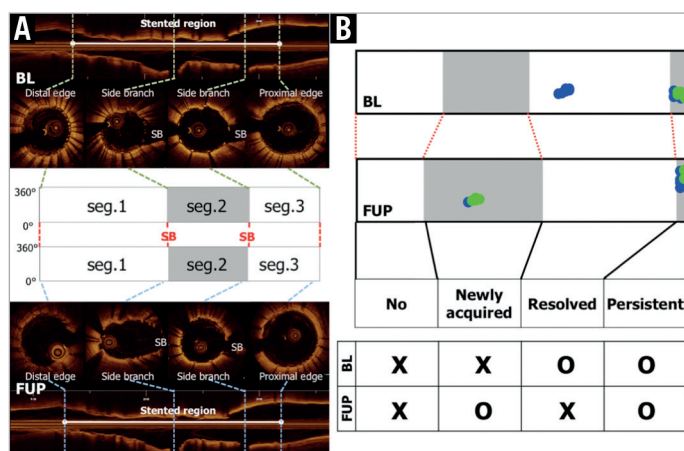 A
Stented region
BL
Distal edge Side branch Side branch Proximal edge
SB SB
360°
seg.1 seg.2 seg.3
0°
SB SB
360°
seg.1 seg.2 seg.3
0°
SB SB
Distal edge Side branch Side branch Proximal edge
FUP
Stented region
B
BL
FUP
No Newly acquired Resolved Persistent
BL X X O O
FUP X O X O